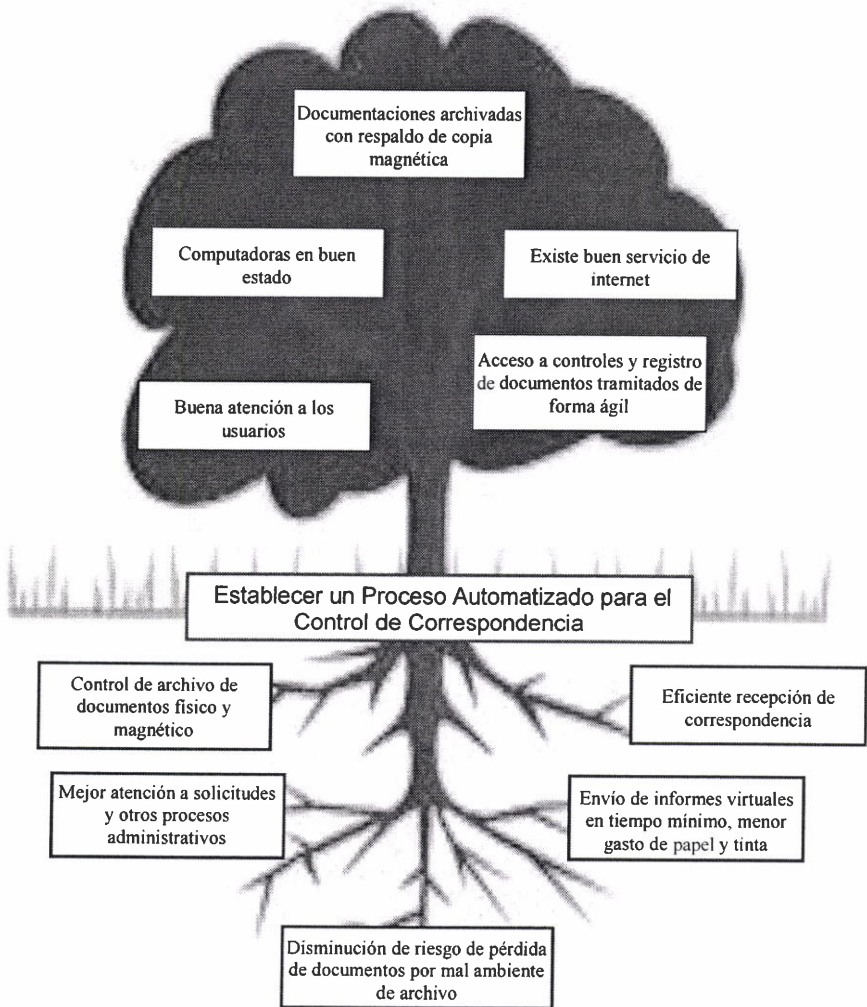 Documentaciones archivadas
con respaldo de copia
magnética
Computadoras en buen
estado
Existe buen servicio de
internet
Acceso a controles y registro
de documentos tramitados de
forma ágil
Buena atención a los
usuarios
Establecer un Proceso Automatizado para el
Control de Correspondencia
Control de archivo de
documentos físico y
magnético
Eficiente recepción de
correspondencia
Mejor atención a solicitudes
y otros procesos
administrativos
Envío de informes virtuales
en tiempo mínimo, menor
gasto de papel y tinta
Disminución de riesgo de pérdida
de documentos por mal ambiente
de archivo